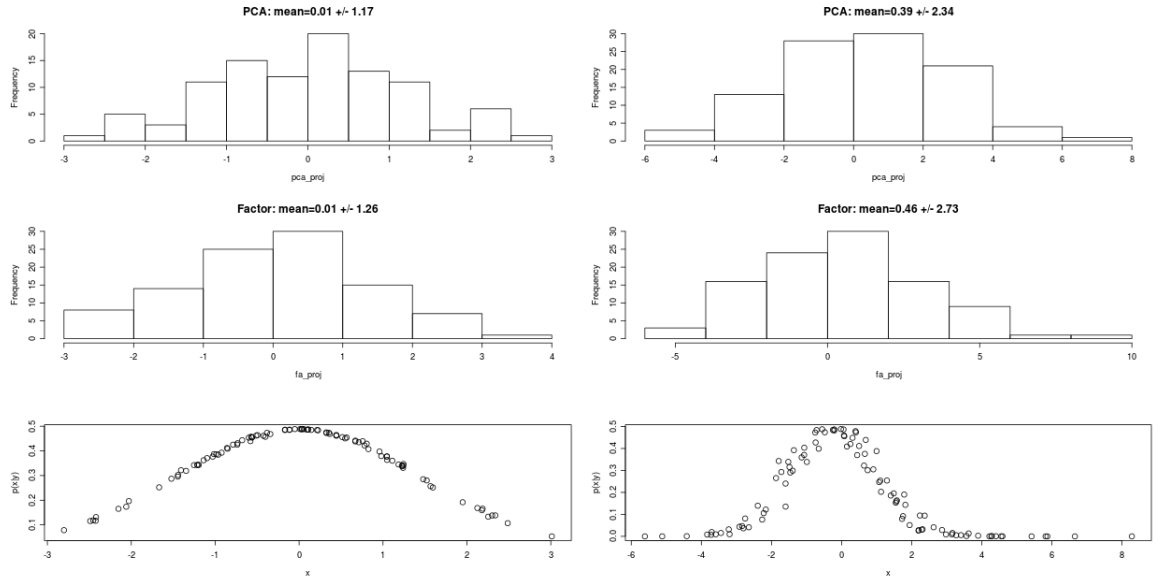 PCA: mean=0.01 +/- 1.17
Frequency
20
15
10
5
0
-3 -2 -1 0 1 2 3
pca_proj
PCA: mean=0.39 +/- 2.34
Frequency
30
25
20
15
10
5
0
-6 -4 -2 0 2 4 6 8
pca_proj
Factor: mean=0.01 +/- 1.26
Frequency
30
25
20
15
10
5
0
-3 -2 -1 0 1 2 3 4
fa_proj
Factor: mean=0.46 +/- 2.73
Frequency
30
25
20
15
10
5
0
-5 0 5 10
fa_proj
p(x|y)
0.5
0.4
0.3
0.2
0.1
-3 -2 -1 0 1 2 3
x
p(x|y)
0.5
0.4
0.3
0.2
0.1
0.0
-6 -4 -2 0 2 4 6 8
x